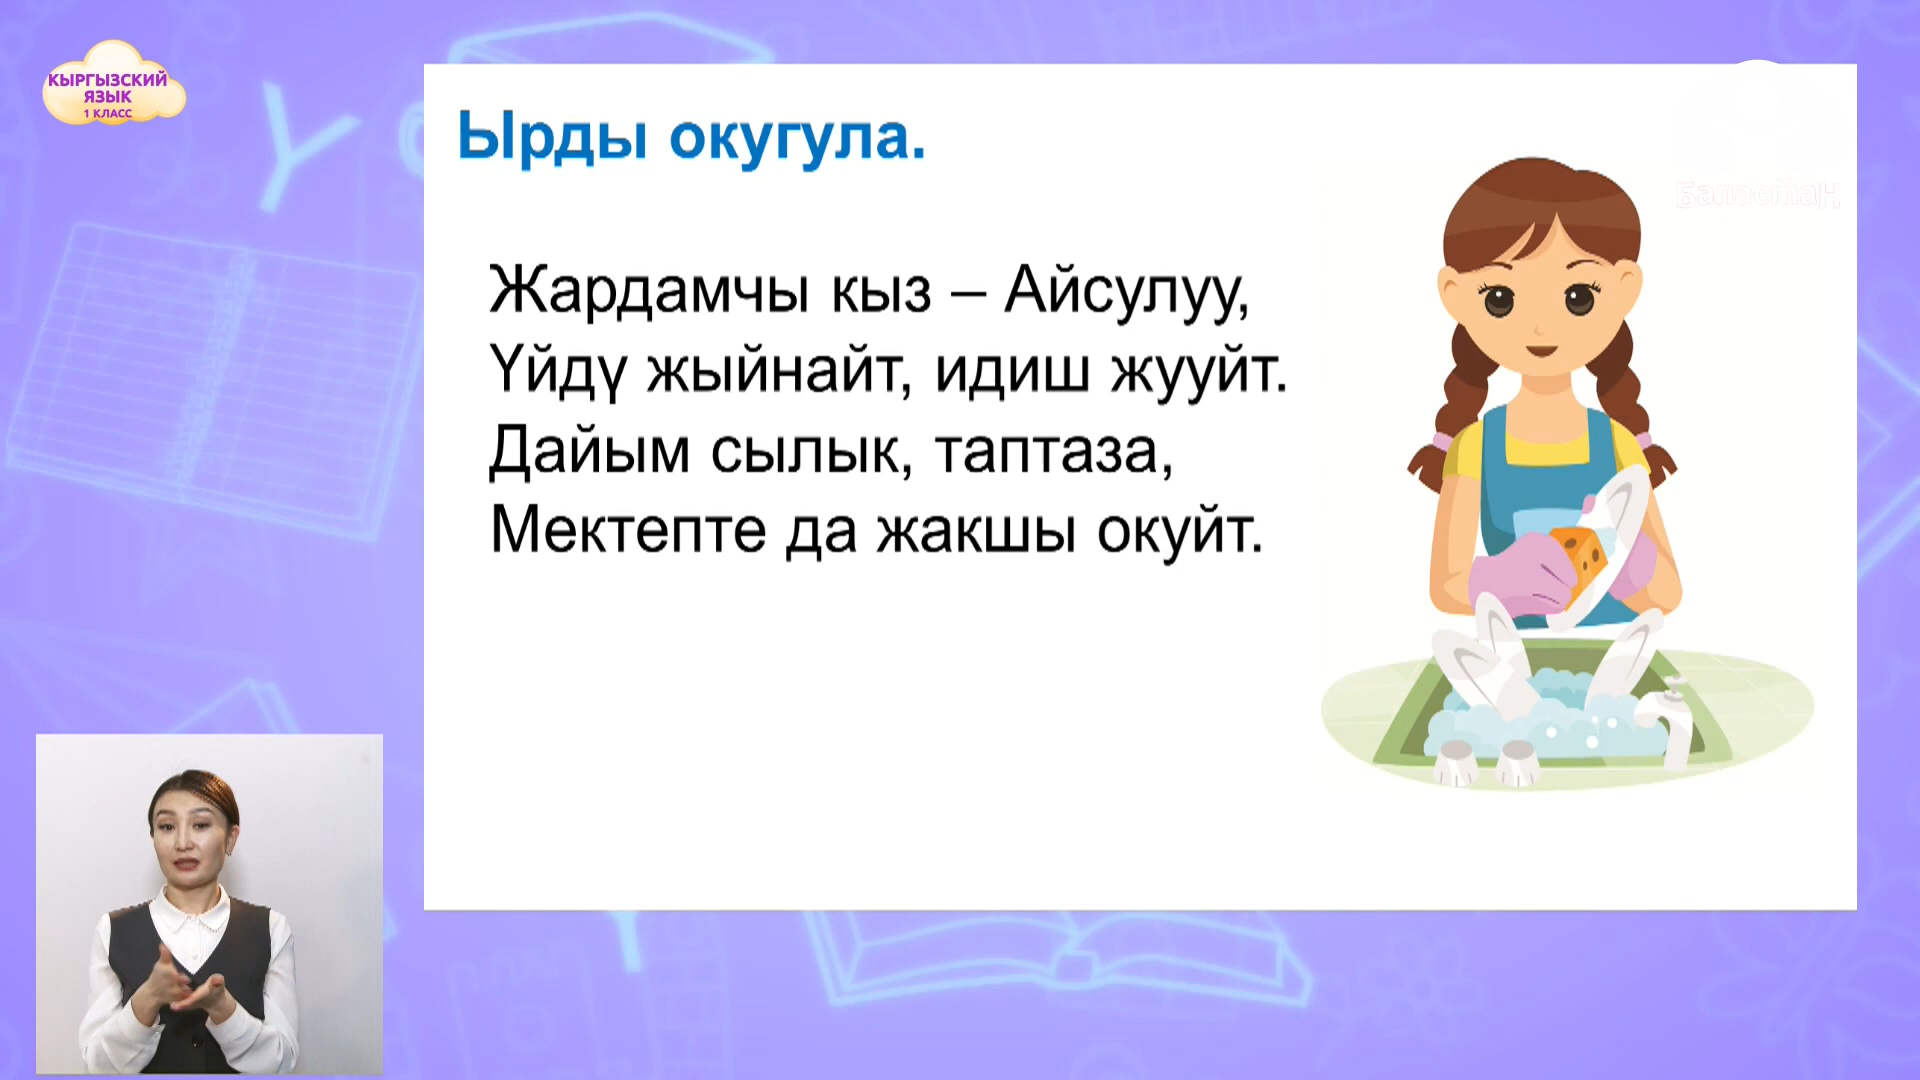 КЫРГЫЗСКИЙ
ЯЗЫК
1 КЛАСС
Ырды окугула.
Баластан
Жардамчы кыз – Айсулуу,
Үйдү жыйнайт, идиш жууйт.
Дайым сылык, таптаза,
Мектепте да жакшы окуйт.